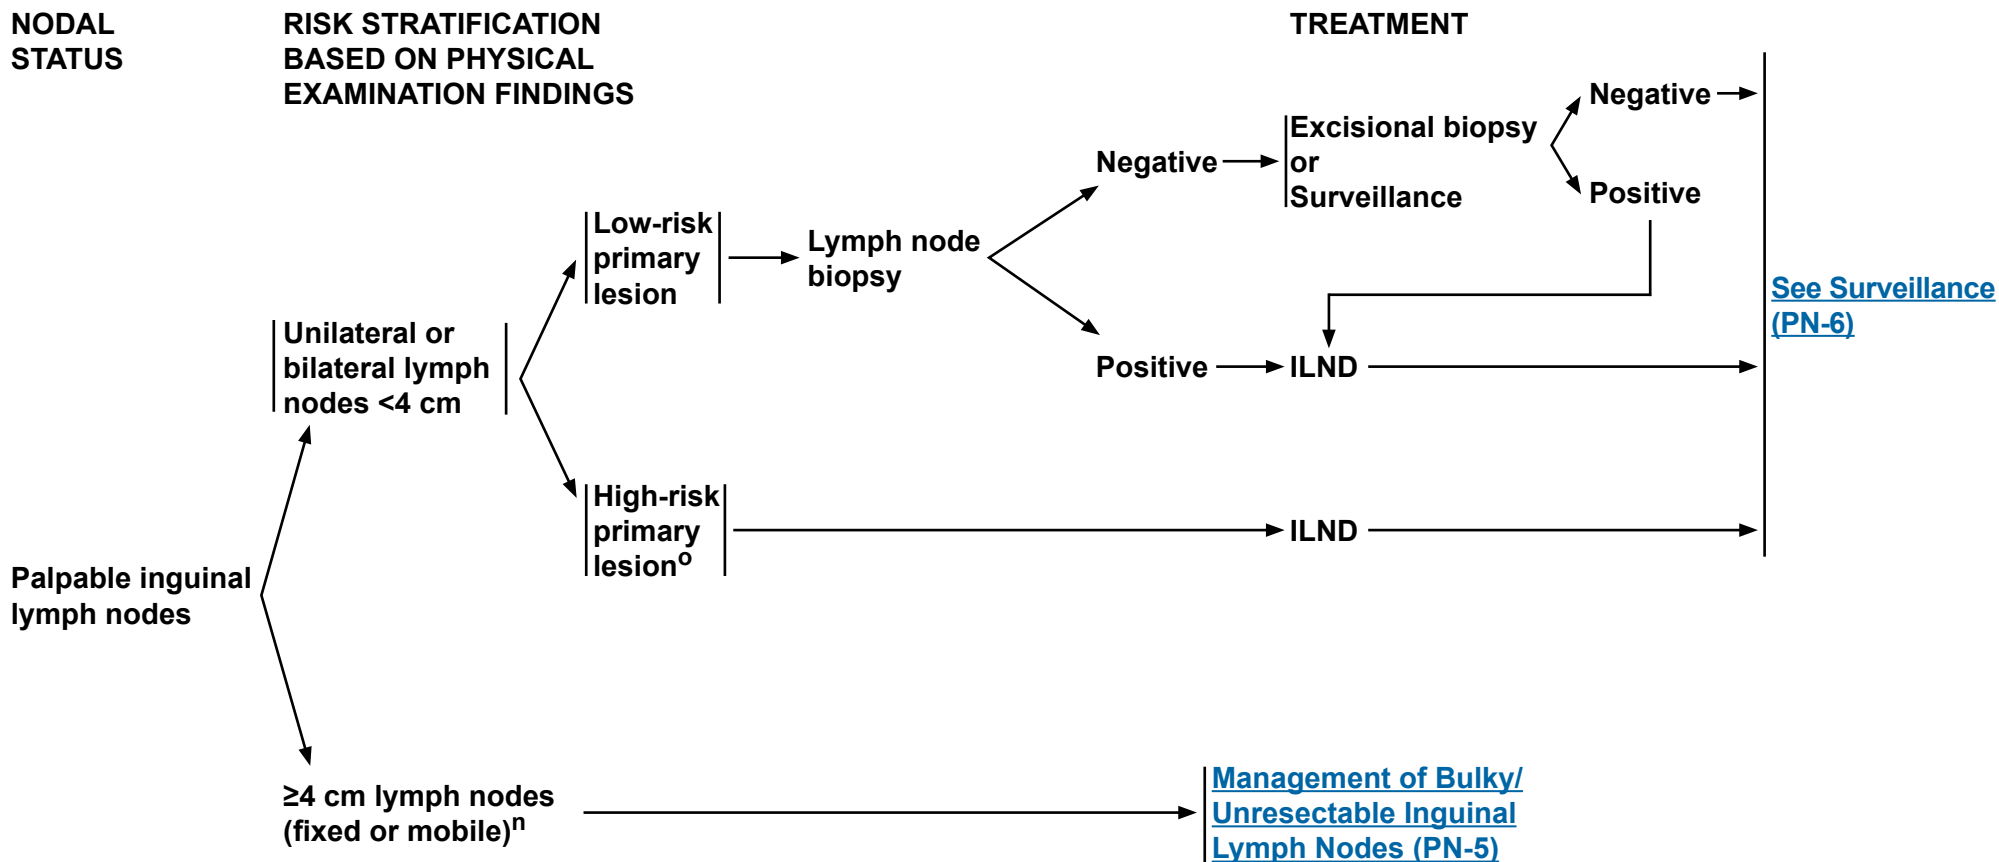 NODAL
STATUS
RISK STRATIFICATION
BASED ON PHYSICAL
EXAMINATION FINDINGS
TREATMENT
Palpable inguinal
lymph nodes
Unilateral or
bilateral lymph
nodes <4 cm
Low-risk
primary
lesion
Lymph node
biopsy
Negative
Excisional biopsy
or
Surveillance
Negative
Positive
Positive
ILND
High-risk
primary
lesionº
ILND
See Surveillance
(PN-6)
≥4 cm lymph nodes
(fixed or mobile)ⁿ
Management of Bulky/
Unresectable Inguinal
Lymph Nodes (PN-5)